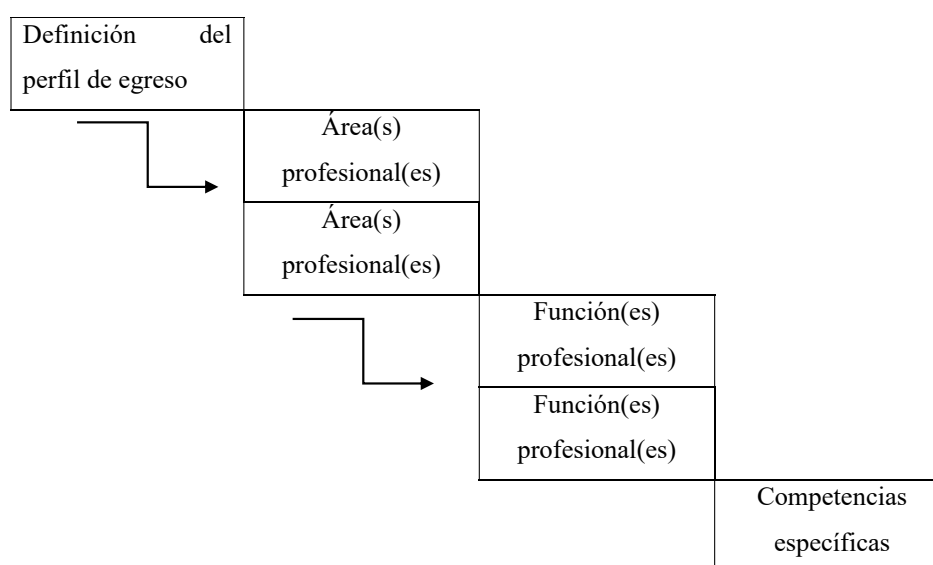 Definición del
perfil de egreso
Área(s)
profesional(es)
Área(s)
profesional(es)
Función(es)
profesional(es)
Función(es)
profesional(es)
Competencias
específicas